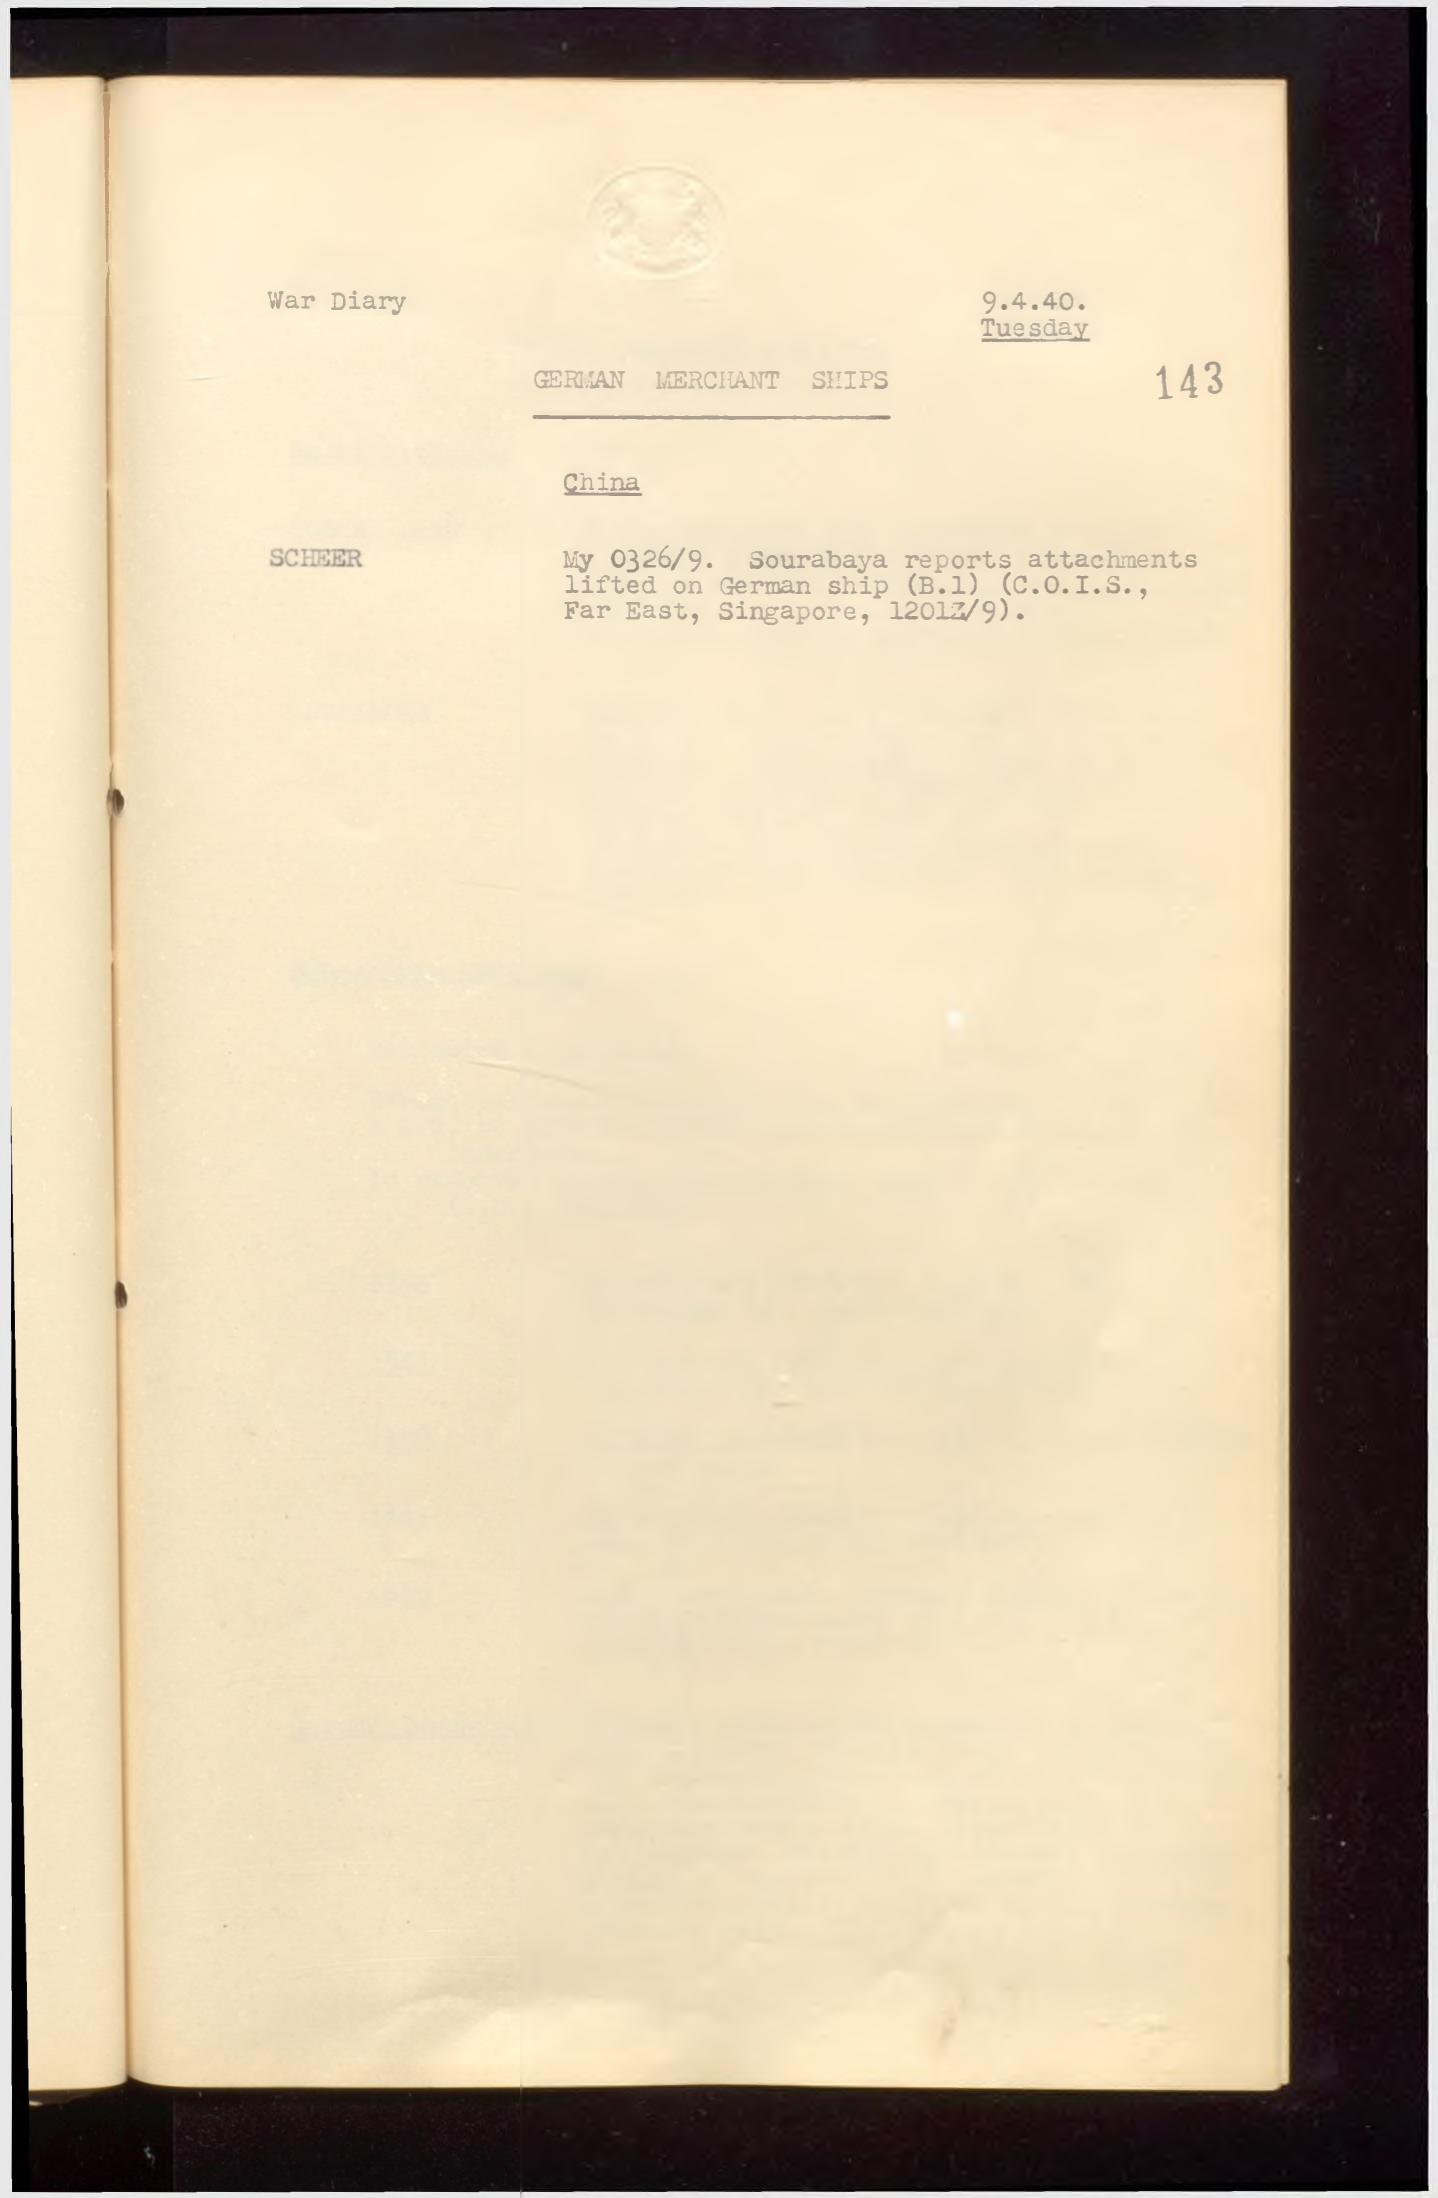 War Diary
9.4.40.
Tuesday
GERMAN MERCHANT SHIPS
143
China
SCHEER
My 0326/9. Sourabaya reports attachments
lifted on German ship (B.1) (C.O.I.S.,
Far East, Singapore, 1201Z/9).